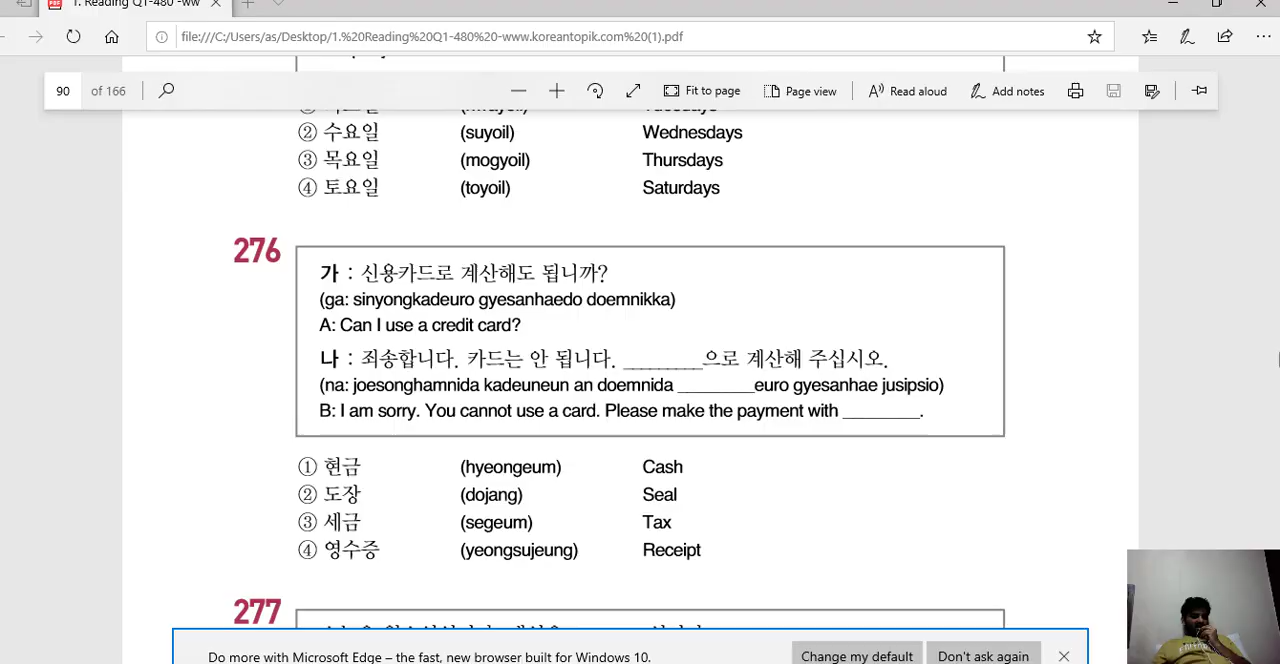 1. Reading Q1-480 -ww
file:///C:/Users/as/Desktop/1.%20Reading%20Q1-480%20-www.koreantopik.com%20(1).pdf
90 of 166 Fit to page Page view Read aloud Add notes
② 수요일 (suyoil) Wednesdays
③ 목요일 (mogyoil) Thursdays
④ 토요일 (toyoil) Saturdays
276
가 : 신용카드로 계산해도 됩니까?
(ga: sinyongkadeuro gyesanhaedo doemnikka)
A: Can I use a credit card?
나 : 죄송합니다. 카드는 안 됩니다. ________으로 계산해 주십시오.
(na: joesonghamnida kadeuneun an doemnida ________euro gyesanhae jusipsio)
B: I am sorry. You cannot use a card. Please make the payment with ________.
① 현금 (hyeongeum) Cash
② 도장 (dojang) Seal
③ 세금 (segeum) Tax
④ 영수증 (yeongsujeung) Receipt
277
Do more with Microsoft Edge – the fast, new browser built for Windows 10. Change my default Don't ask again